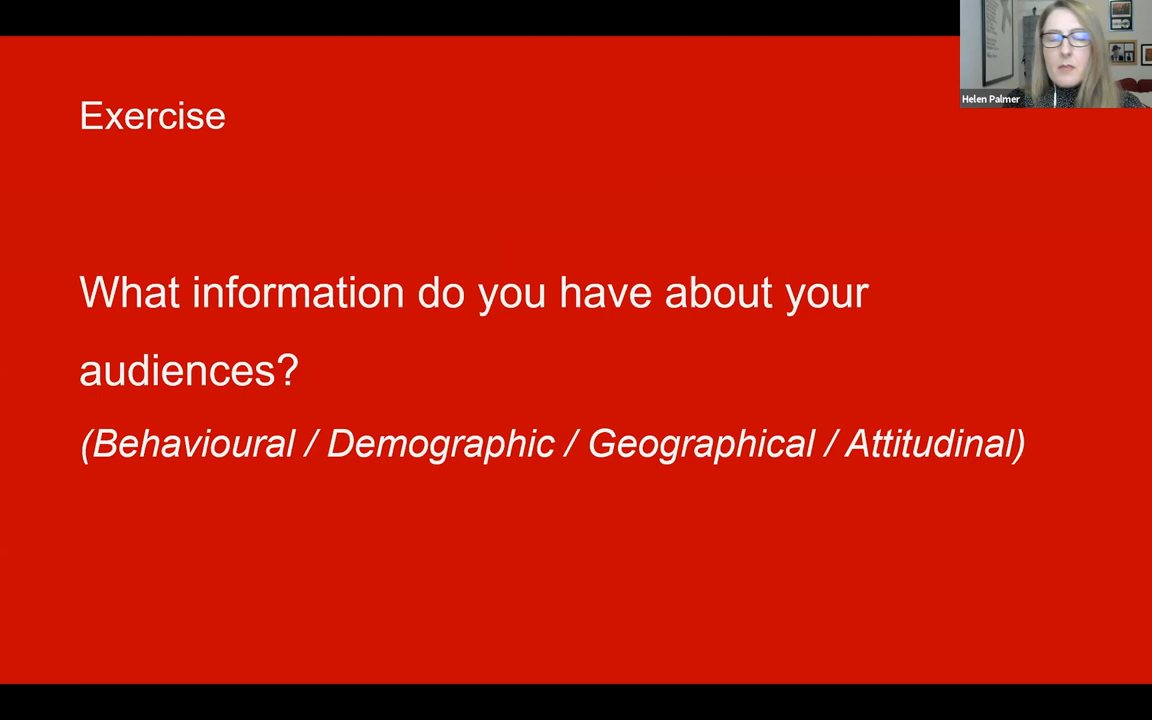 Helen Palmer
Exercise
What information do you have about your
audiences?
(Behavioural / Demographic / Geographical / Attitudinal)